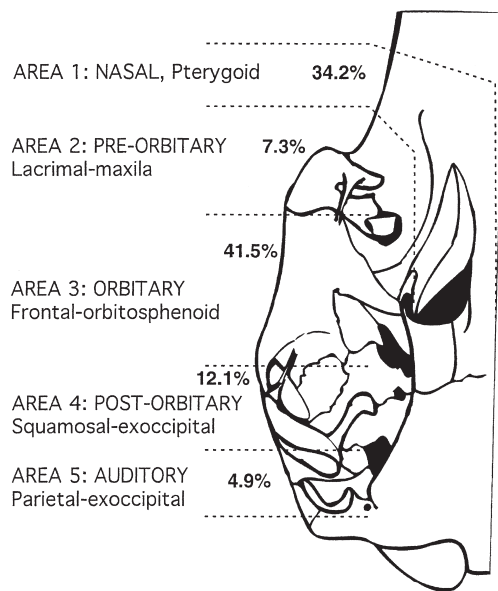 AREA 1: NASAL, Pterygoid 34.2%
AREA 2: PRE-ORBITARY 7.3%
Lacrimal-maxila
41.5%
AREA 3: ORBITARY
Frontal-orbitosphenoid
12.1%
AREA 4: POST-ORBITARY
Squamosal-exoccipital
AREA 5: AUDITORY 4.9%
Parietal-exoccipital